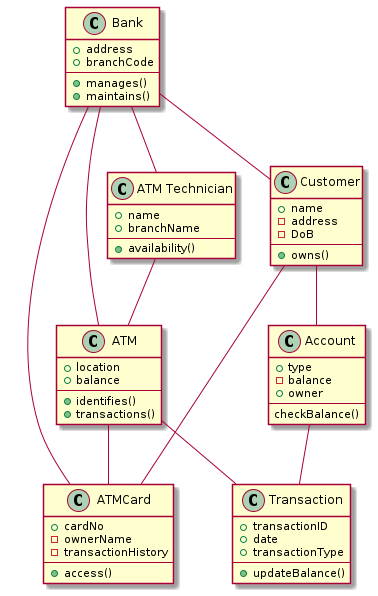 C Bank
address
branchCode
manages()
maintains()
C ATM Technician
name
branchName
availability()
C Customer
name
address
DoB
owns()
C ATM
location
balance
identifies()
transactions()
C Account
type
balance
owner
checkBalance()
C ATMCard
cardNo
ownerName
transactionHistory
access()
C Transaction
transactionID
date
transactionType
updateBalance()